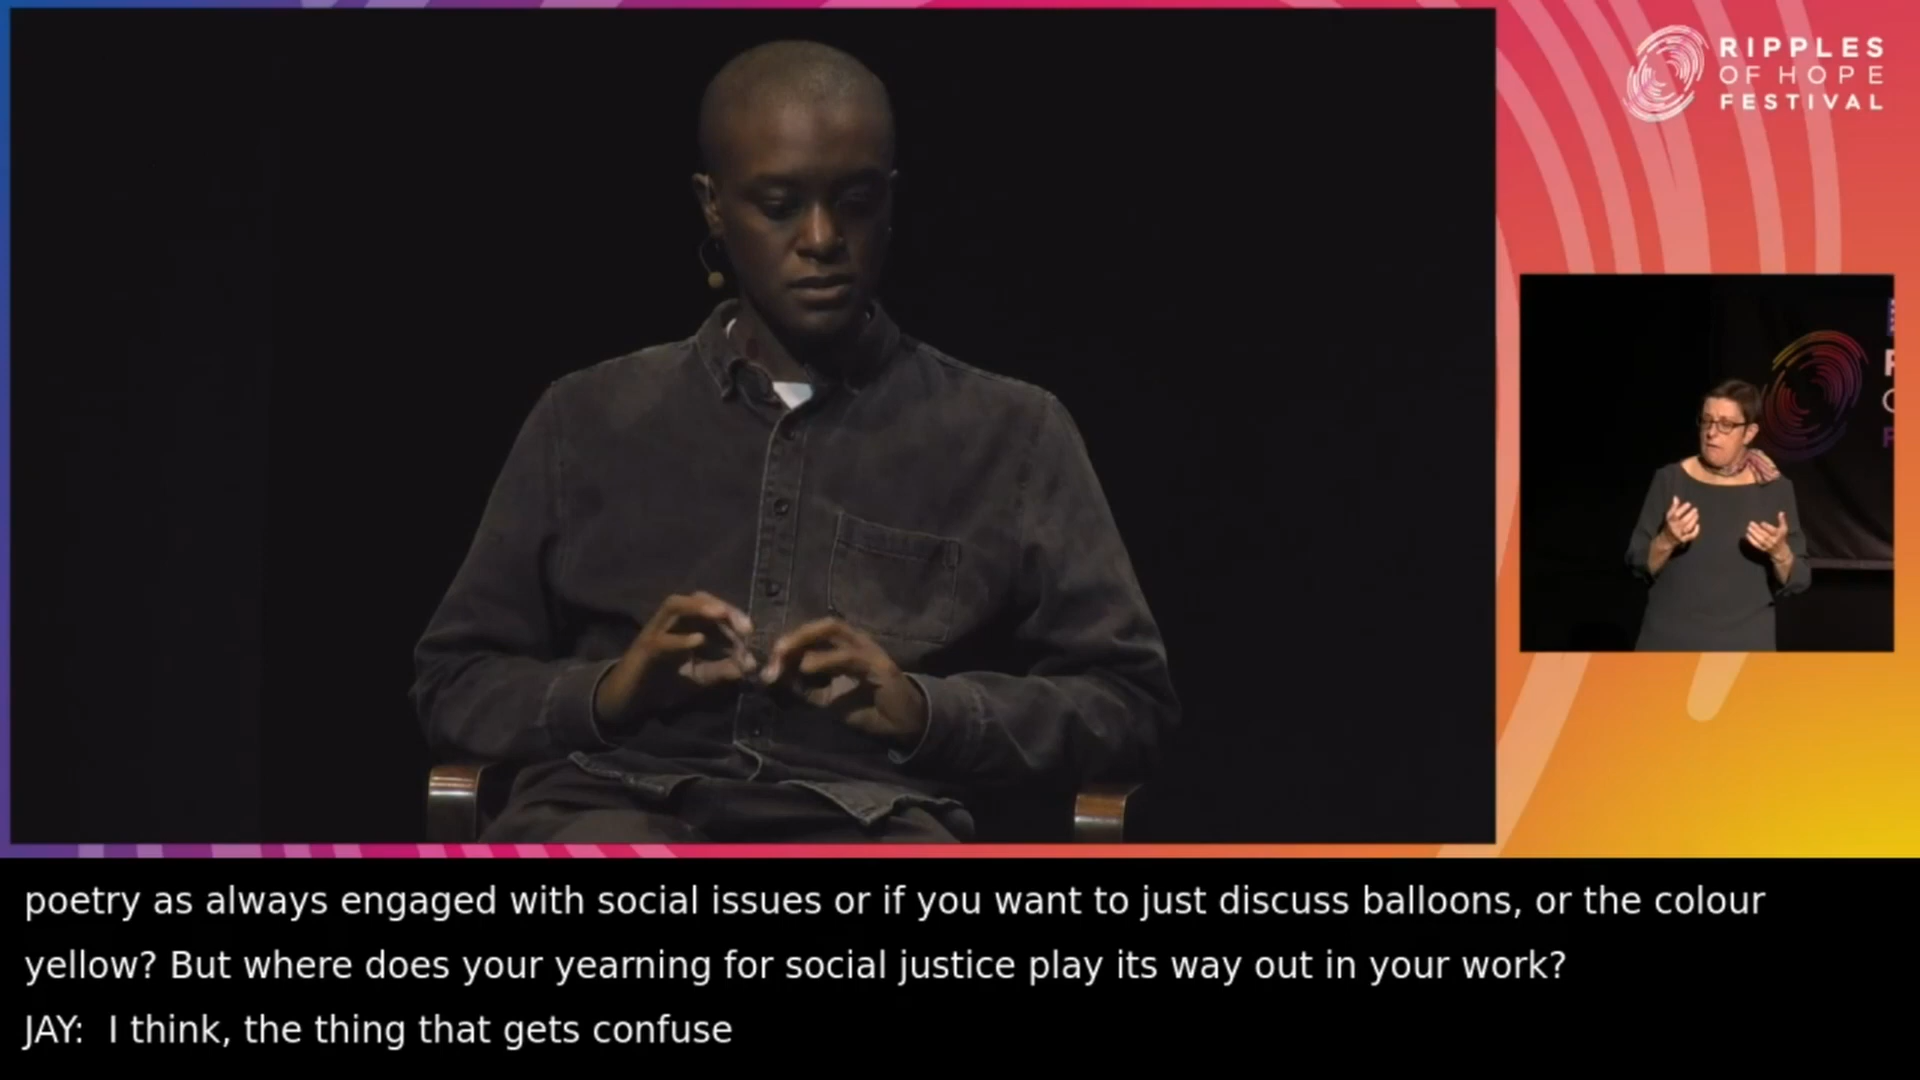 RIPPLES
OF HOPE
FESTIVAL
poetry as always engaged with social issues or if you want to just discuss balloons, or the colour
yellow? But where does your yearning for social justice play its way out in your work?
JAY:  I think, the thing that gets confuse